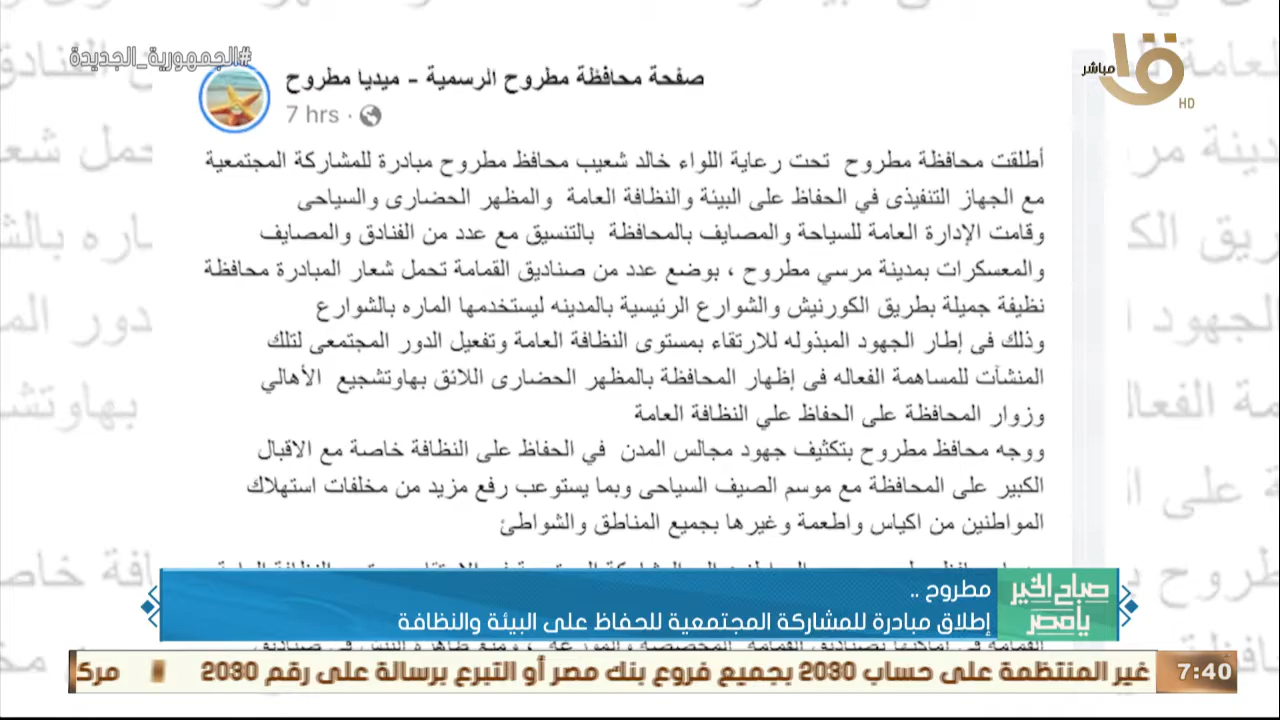 #الجمهورية_الجديدة
مباشر
HD
صفحة محافظة مطروح الرسمية - ميديا مطروح
7 hrs ·
أطلقت محافظة مطروح تحت رعاية اللواء خالد شعيب محافظ مطروح مبادرة للمشاركة المجتمعية
مع الجهاز التنفيذى في الحفاظ على البيئة والنظافة العامة والمظهر الحضارى والسياحى
وقامت الإدارة العامة للسياحة والمصايف بالمحافظة بالتنسيق مع عدد من الفنادق والمصايف
والمعسكرات بمدينة مرسي مطروح ، بوضع عدد من صناديق القمامة تحمل شعار المبادرة محافظة
نظيفة جميلة بطريق الكورنيش والشوارع الرئيسية بالمدينه ليستخدمها الماره بالشوارع
وذلك فى إطار الجهود المبذوله للارتقاء بمستوى النظافة العامة وتفعيل الدور المجتمعى لتلك
المنشآت للمساهمة الفعاله فى إظهار المحافظة بالمظهر الحضارى اللائق بهاوتشجيع الأهالي
وزوار المحافظة على الحفاظ علي النظافة العامة
ووجه محافظ مطروح بتكثيف جهود مجالس المدن في الحفاظ على النظافة خاصة مع الاقبال
الكبير على المحافظة مع موسم الصيف السياحى وبما يستوعب رفع مزيد من مخلفات استهلاك
المواطنين من اكياس واطعمة وغيرها بجميع المناطق والشواطئ
صباح الخير يا مصر
مطروح ..
إطلاق مبادرة للمشاركة المجتمعية للحفاظ على البيئة والنظافة
7:40
غير المنتظمة على حساب 2030 بجميع فروع بنك مصر أو التبرع برسالة على رقم 2030